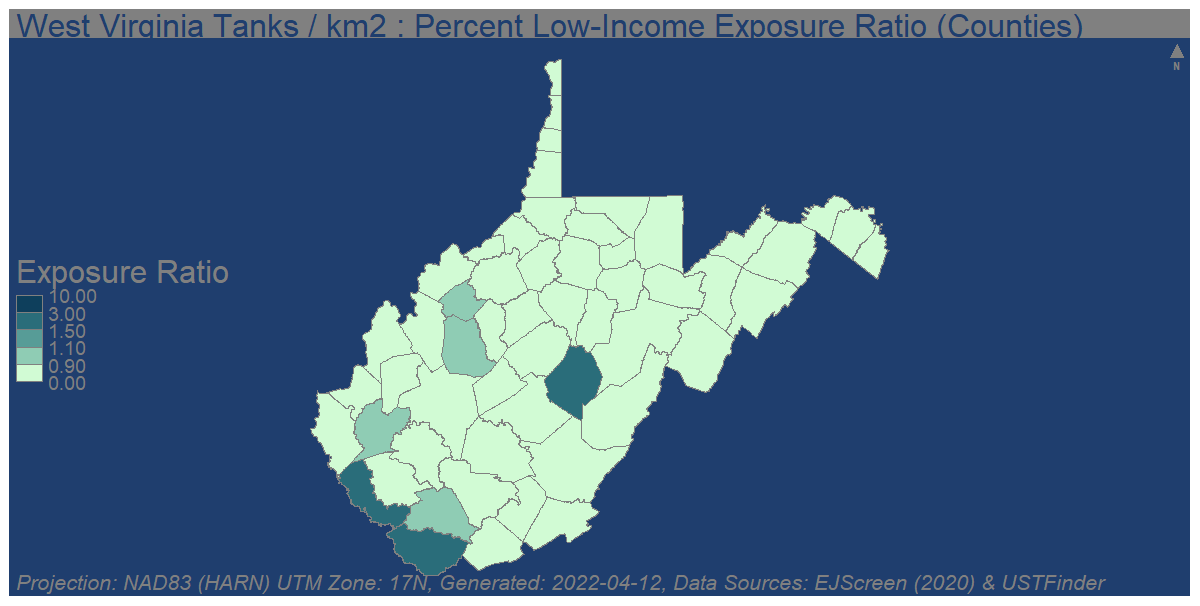 West Virginia Tanks / km2 : Percent Low-Income Exposure Ratio (Counties)
N
Exposure Ratio
10.00
3.00
1.50
1.10
0.90
0.00
Projection: NAD83 (HARN) UTM Zone: 17N, Generated: 2022-04-12, Data Sources: EJScreen (2020) & USTFinder